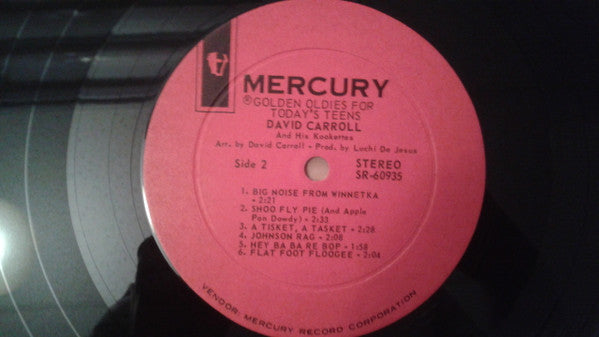 MERCURY
®GOLDEN OLDIES FOR
TODAY'S TEENS
DAVID CARROLL
And His Kookettes
Arr. by David Carroll • Prod. by Luchi De Jesus
Side 2
STEREO
SR-60935
1. BIG NOISE FROM WINNETKA
• 2:21
2. SHOO FLY PIE (And Apple
Pan Dowdy) • 2:33
3. A TISKET, A TASKET • 2:28
4. JOHNSON RAG • 2:08
5. HEY BA BA RE BOP • 1:58
6. FLAT FOOT FLOOGEE • 2:04
VENDOR: MERCURY RECORD CORPORATION